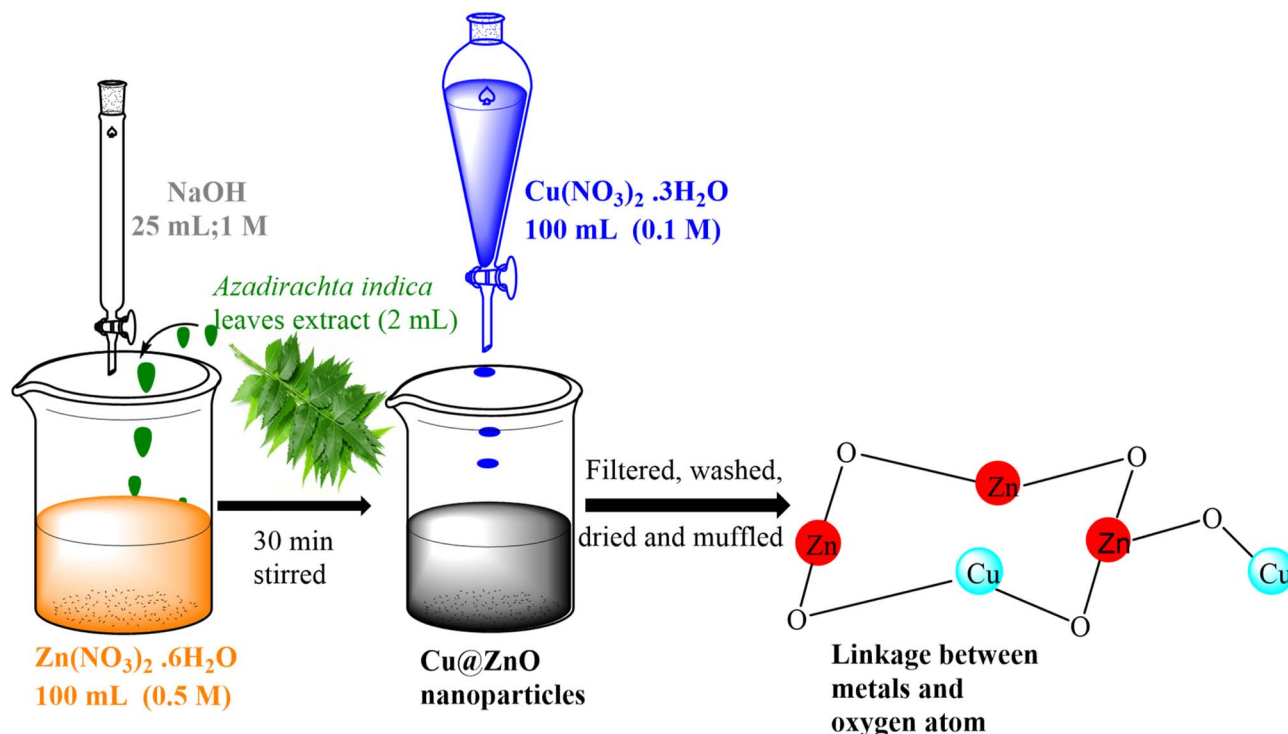 NaOH
25 mL;1 M
Cu(NO₃)₂ .3H₂O
100 mL (0.1 M)
Azadirachta indica
leaves extract (2 mL)
30 min
stirred
Filtered, washed,
dried and muffled
Zn(NO₃)₂ .6H₂O
100 mL (0.5 M)
Cu@ZnO
nanoparticles
O
Zn
O
Zn
O
Zn
Cu
Cu
O
O
Linkage between
metals and
oxygen atom